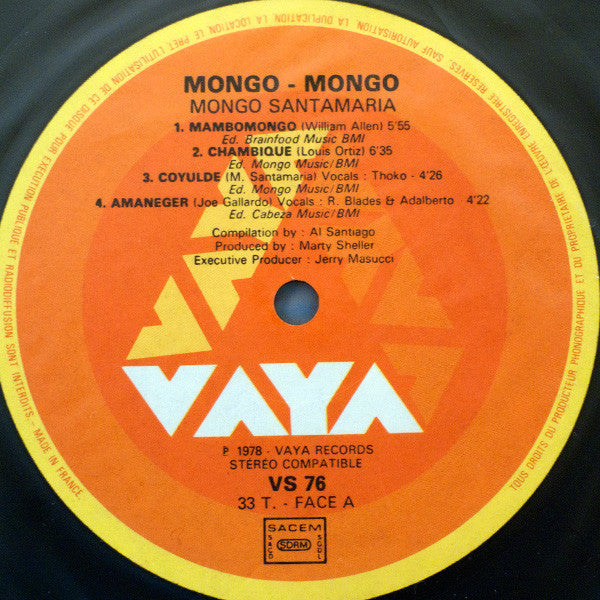 MONGO - MONGO
MONGO SANTAMARIA
1. MAMBOMONGO (William Allen) 5'55
Ed. Brainfood Music BMI
2. CHAMBIQUE (Louis Ortiz) 6'35
Ed. Mongo Music/BMI
3. COYULDE (M. Santamaria) Vocals : Thoko - 4'26
Ed. Mongo Music/BMI
4. AMANEGER (Joe Gallardo) Vocals : R. Blades & Adalberto - 4'22
Ed. Cabeza Music/BMI
Compilation by : Al Santiago
Produced by : Marty Sheller
Executive Producer : Jerry Masucci
VAYA
℗ 1978 - VAYA RECORDS
STÉRÉO COMPATIBLE
VS 76
33 T. - FACE A
SACEM
SACD
SDRM
SGDL
TOUS DROITS DU PRODUCTEUR PHONOGRAPHIQUE ET DU PROPRIETAIRE DE L'ŒUVRE ENREGISTREE RESERVES. SAUF AUTORISATION LA DUPLICATION, LA LOCATION, LE PRET L'UTILISATION DE CE DISQUE POUR EXECUTION PUBLIQUE ET RADIODIFFUSION SONT INTERDITS. - MADE IN FRANCE.